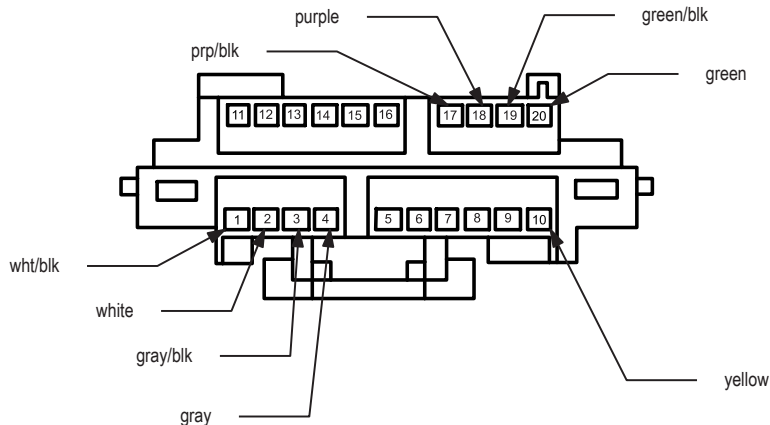 purple
green/blk
prp/blk
green
11 12 13 14 15 16 17 18 19 20
1 2 3 4 5 6 7 8 9 10
wht/blk
white
gray/blk
yellow
gray